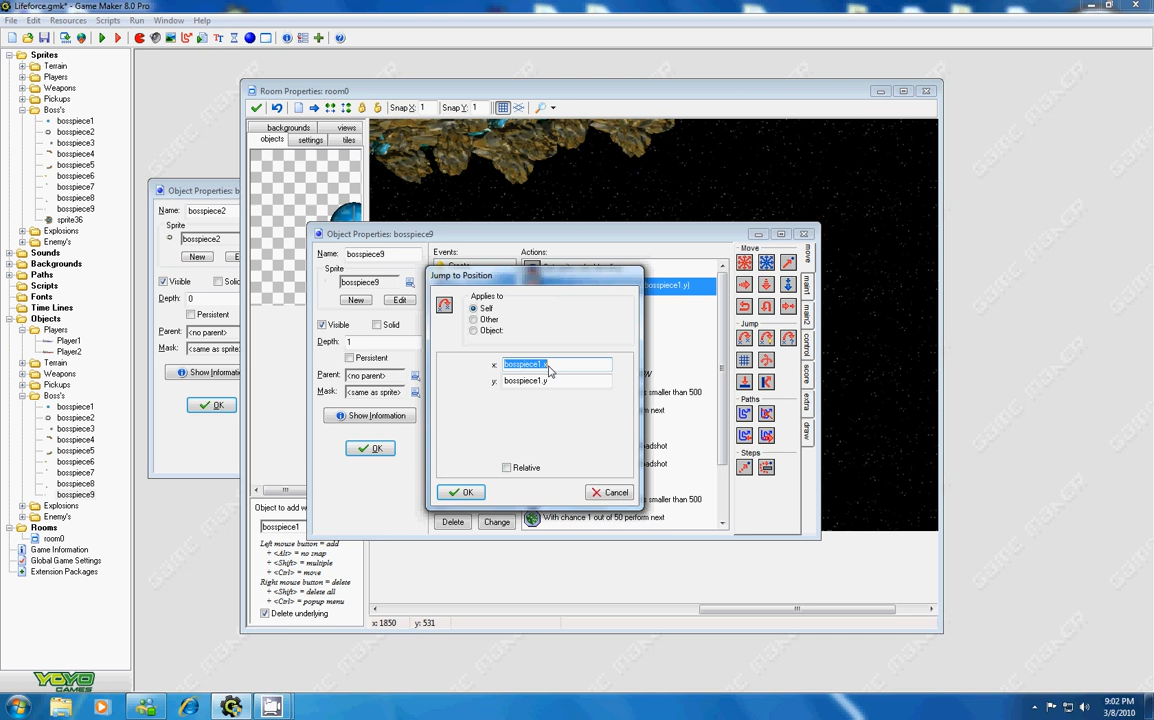 Lifeforce.gmk* - Game Maker 8.0 Pro
File Edit Resources Scripts Run Window Help
Sprites
Terrain
Players
Weapons
Pickups
Boss's
bosspiece1
bosspiece2
bosspiece3
bosspiece4
bosspiece5
bosspiece6
bosspiece7
bosspiece8
bosspiece9
sprite36
Explosions
Enemy's
Sounds
Backgrounds
Paths
Scripts
Fonts
Time Lines
Objects
Players
Player1
Player2
Terrain
Weapons
Pickups
Boss's
bosspiece1
bosspiece2
bosspiece3
bosspiece4
bosspiece5
bosspiece6
bosspiece7
bosspiece8
bosspiece9
Explosions
Enemy's
Rooms
room0
Game Information
Global Game Settings
Extension Packages
YOYO
GAMES
Room Properties: room0
Snap X: 1 Snap Y: 1
backgrounds views
objects settings tiles
Object to add w
bosspiece1
Left mouse button = add
+ <Alt> = no snap
+ <Shift> = multiple
+ <Ctrl> = move
Right mouse button = delete
+ <Shift> = delete all
+ <Ctrl> = popup menu
Delete underlying
x: 1850 y: 531
Object Properties: b
Name: bosspiece2
Sprite
bosspiece2
New E
Visible Soli
Depth: 0
Persistent
Parent: <no parent>
Mask: <same as sprite>
Show Informati
OK
Object Properties: bosspiece9
Name: bosspiece9
Sprite
bosspiece9
New Edit
Visible Solid
Depth: 1
Persistent
Parent: <no parent>
Mask: <same as sprite>
Show Information
OK
Events:
Delete Change
Actions:
bosspiece1.y)
w
s smaller than 500
orm next
oadshot
oadshot
s smaller than 500
With chance 1 out of 50 perform next
Move
Jump
Paths
Steps
move
main1
main2
control
score
extra
draw
Jump to Position
Applies to
Self
Other
Object:
x: bosspiece1.x
y: bosspiece1.y
Relative
OK Cancel
9:02 PM
3/8/2010